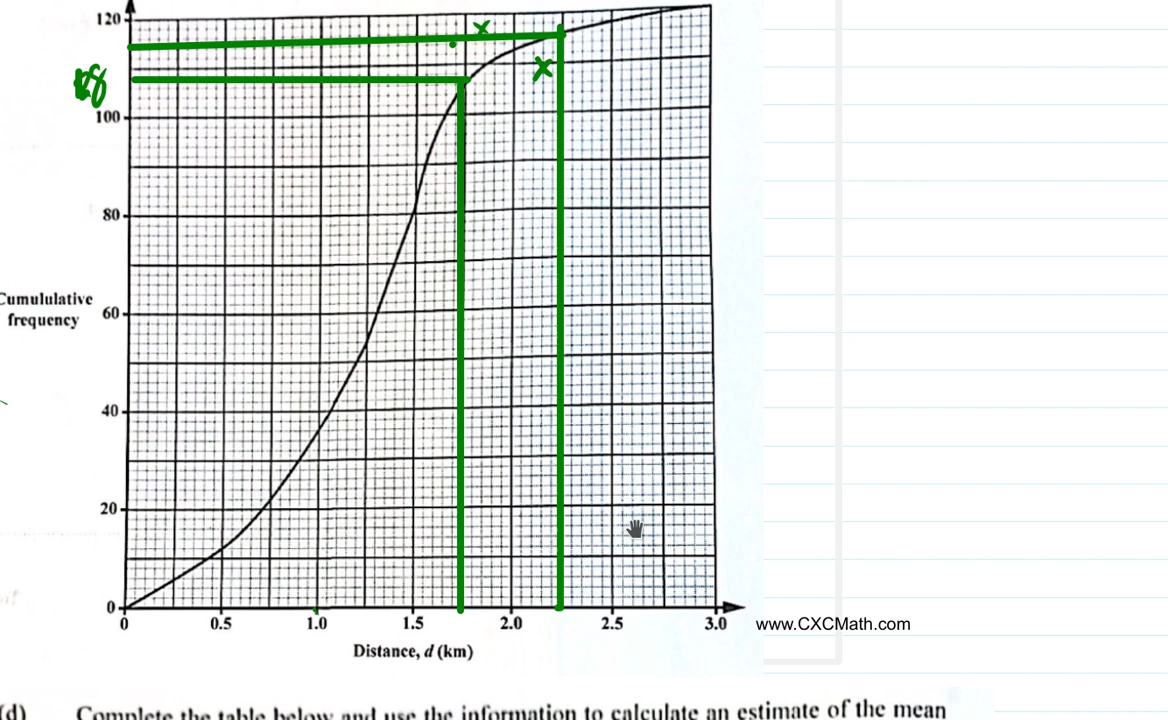 120
x
x
100
80
Cumululative
frequency
60
40
20
0
0 0.5 1.0 1.5 2.0 2.5 3.0
www.CXCMath.com
Distance, d (km)
(d) Complete the table below and use the information to calculate an estimate of the mean